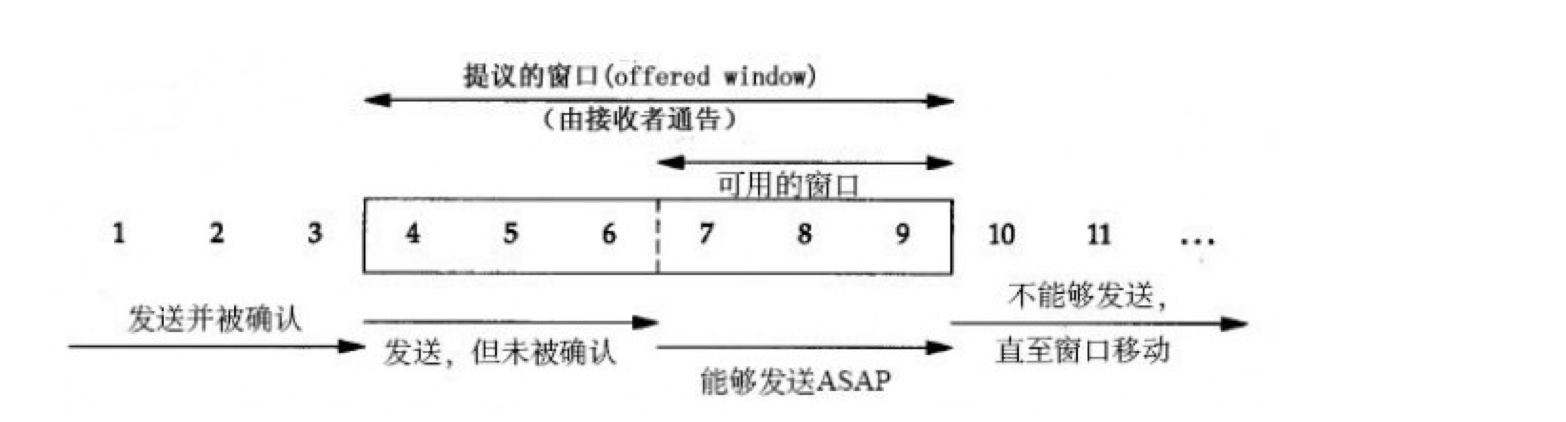 提议的窗口(offered window)
（由接收者通告）
可用的窗口
1 2 3 4 5 6 7 8 9 10 11 ...
发送并被确认
发送，但未被确认
能够发送ASAP
不能够发送，
直至窗口移动